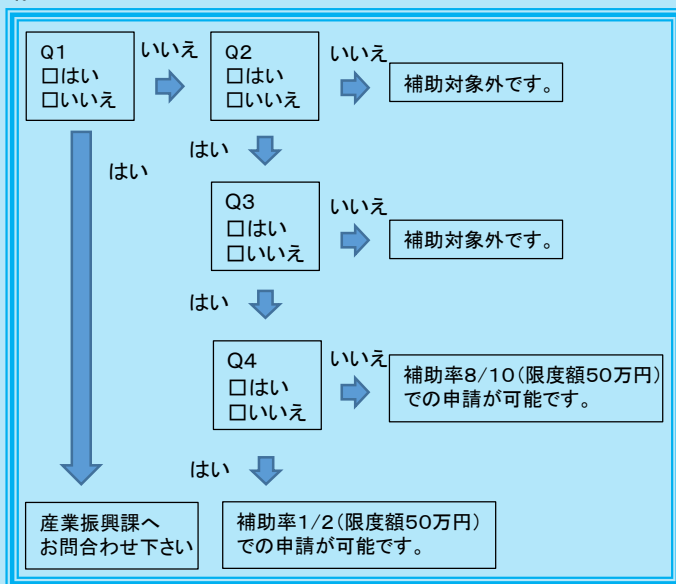 Q1
□はい
□いいえ
いいえ
Q2
□はい
□いいえ
いいえ
補助対象外です。
はい
はい
Q3
□はい
□いいえ
いいえ
補助対象外です。
はい
Q4
□はい
□いいえ
いいえ
補助率8/10(限度額50万円)
での申請が可能です。
はい
産業振興課へ
お問合わせ下さい
補助率1/2(限度額50万円)
での申請が可能です。